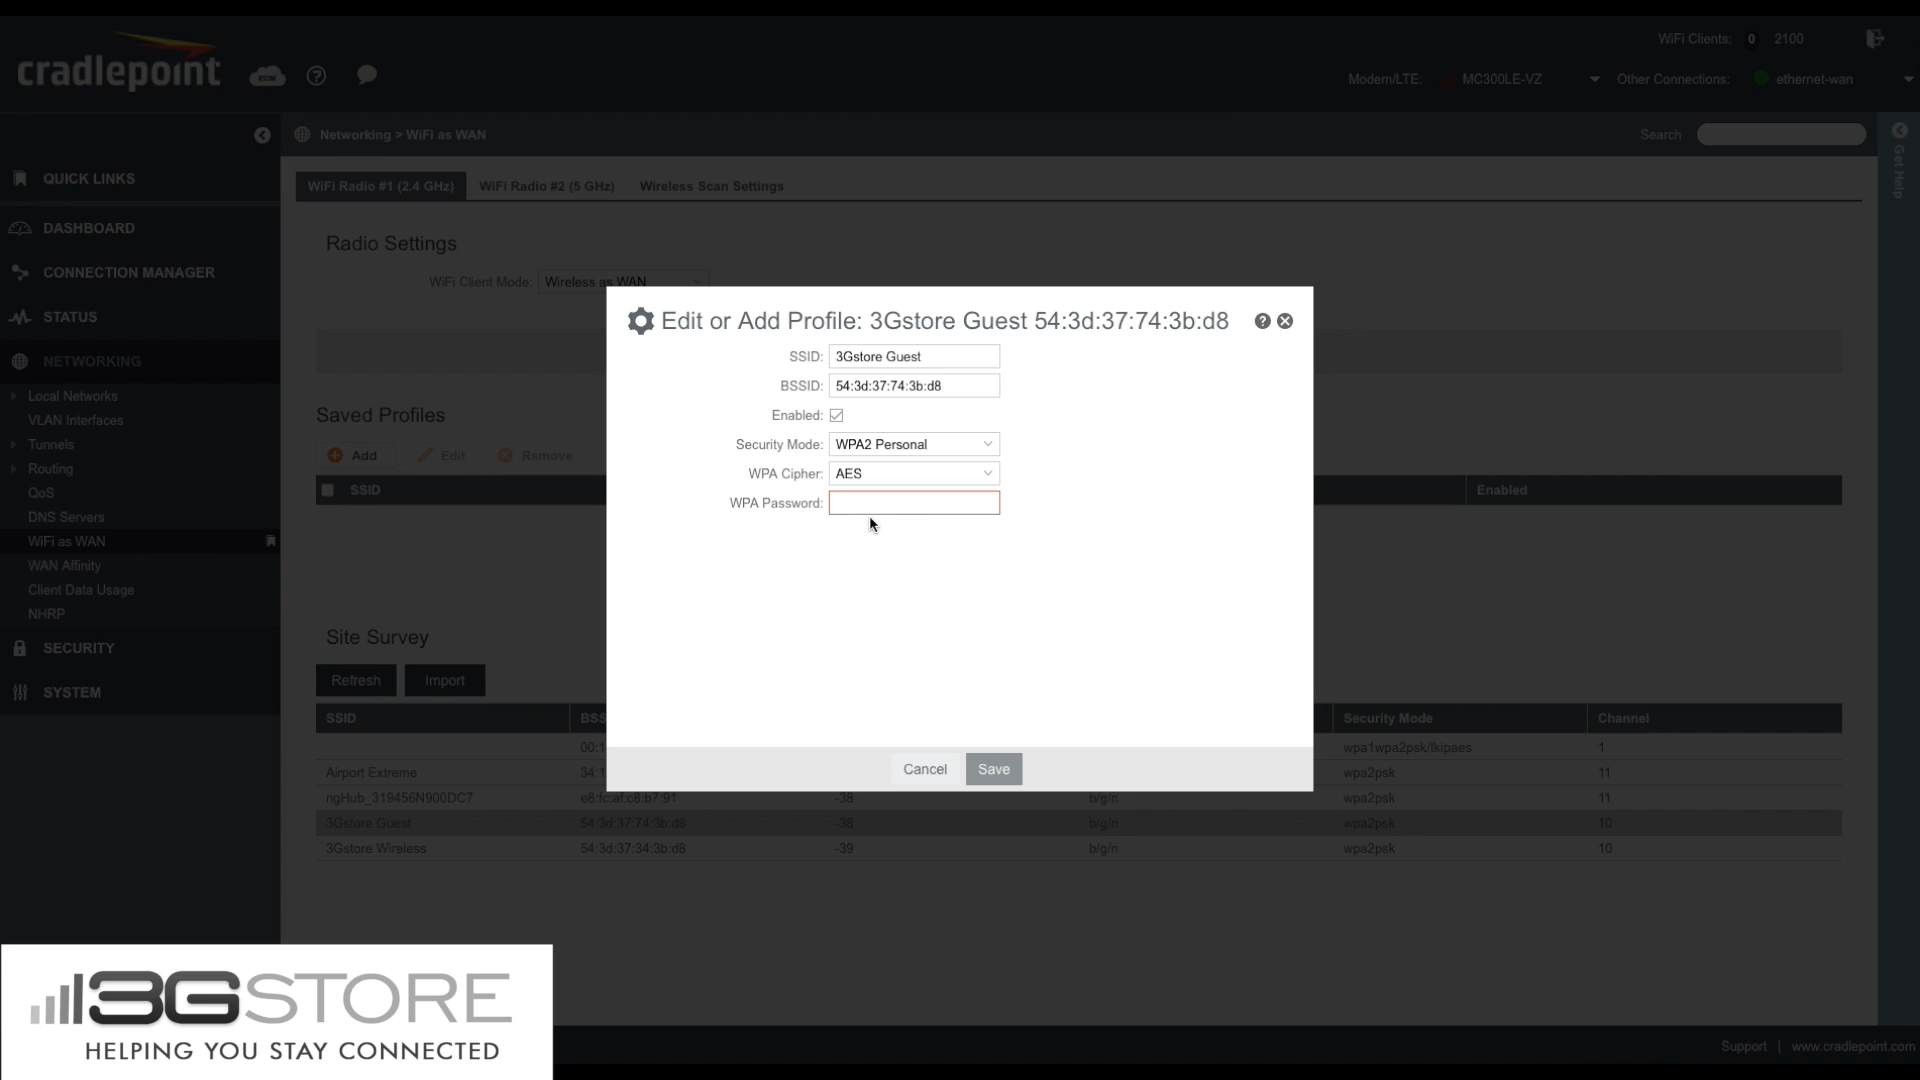 cradlepoint
ECM
WiFi Clients: 0 2100
Modem/LTE: MC300LE-VZ Other Connections: ethernet-wan
Networking > WiFi as WAN
Search
Get Help
QUICK LINKS
DASHBOARD
CONNECTION MANAGER
STATUS
NETWORKING
Local Networks
VLAN Interfaces
Tunnels
Routing
QoS
DNS Servers
WiFi as WAN
WAN Affinity
Client Data Usage
NHRP
SECURITY
SYSTEM
WiFi Radio #1 (2.4 GHz) WiFi Radio #2 (5 GHz) Wireless Scan Settings
Radio Settings
WiFi Client Mode: Wireless as WAN
Saved Profiles
Add Edit Remove
SSID Enabled
Edit or Add Profile: 3Gstore Guest 54:3d:37:74:3b:d8
SSID: 3Gstore Guest
BSSID: 54:3d:37:74:3b:d8
Enabled:
Security Mode: WPA2 Personal
WPA Cipher: AES
WPA Password:
Cancel Save
Site Survey
Refresh Import
SSID BSS Security Mode Channel
00:1 wpa1wpa2psk/tkipaes 1
Airport Extreme 34:1 wpa2psk 11
ngHub_319456N900DC7 e8:fc:af:c8:b7:91 -38 b/g/n wpa2psk 11
3Gstore Guest 54:3d:37:74:3b:d8 -38 b/g/n wpa2psk 10
3Gstore Wireless 54:3d:37:34:3b:d8 -39 b/g/n wpa2psk 10
3GSTORE
HELPING YOU STAY CONNECTED
Support | www.cradlepoint.com